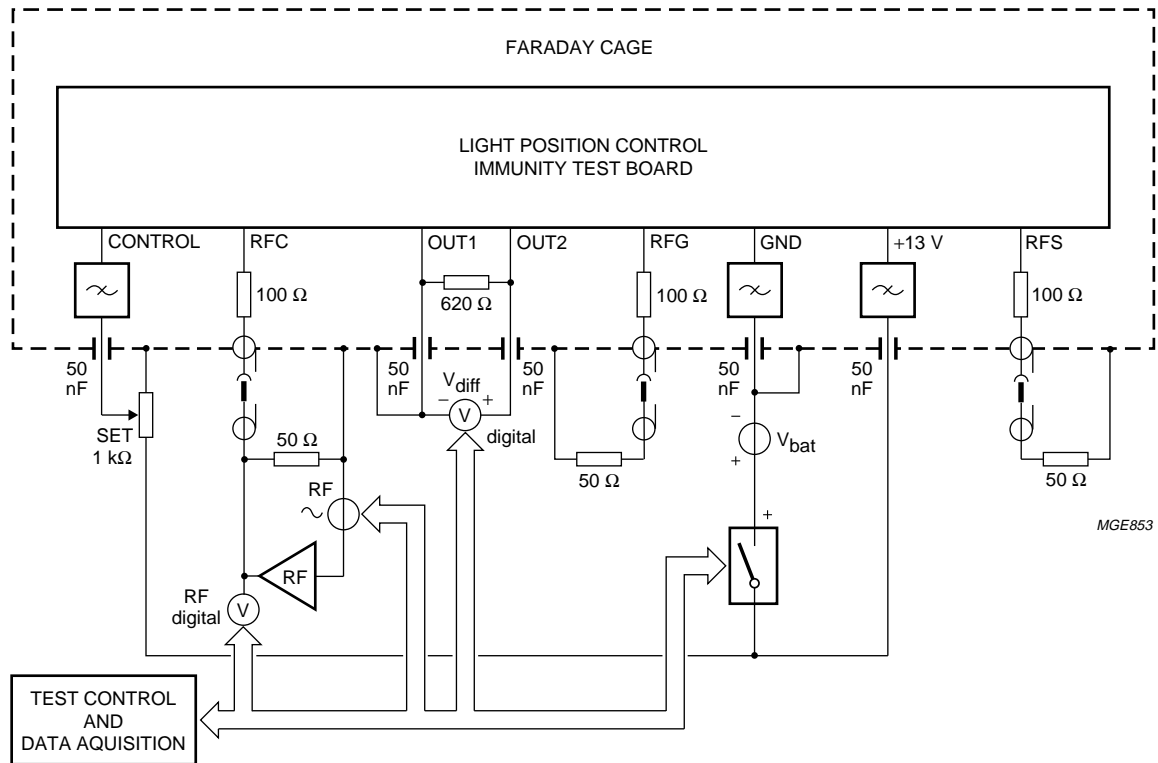 FARADAY CAGE
LIGHT POSITION CONTROL
IMMUNITY TEST BOARD
CONTROL
RFC
OUT1
OUT2
RFG
GND
+13 V
RFS
100 Ω
620 Ω
100 Ω
100 Ω
50
nF
50
nF
50
nF
50
nF
50
nF
Vdiff
− +
V
digital
SET
1 kΩ
50 Ω
50 Ω
−
Vbat
+
50 Ω
RF
+
MGE853
RF
RF
digital
V
TEST CONTROL
AND
DATA AQUISITION